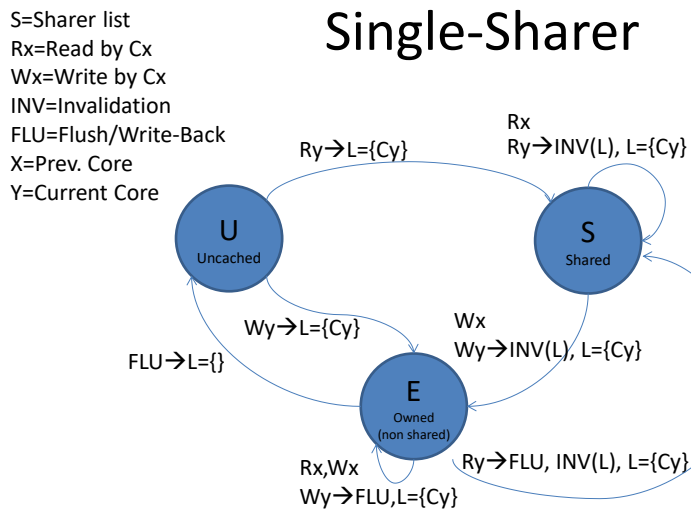 S=Sharer list
Rx=Read by Cx
Wx=Write by Cx
INV=Invalidation
FLU=Flush/Write-Back
X=Prev. Core
Y=Current Core
Single-Sharer
Rx
Ry→INV(L), L={Cy}
Ry→L={Cy}
U
Uncached
S
Shared
Wy→L={Cy}
Wx
Wy→INV(L), L={Cy}
FLU→L={}
E
Owned
(non shared)
Rx,Wx
Wy→FLU,L={Cy}
Ry→FLU, INV(L), L={Cy}